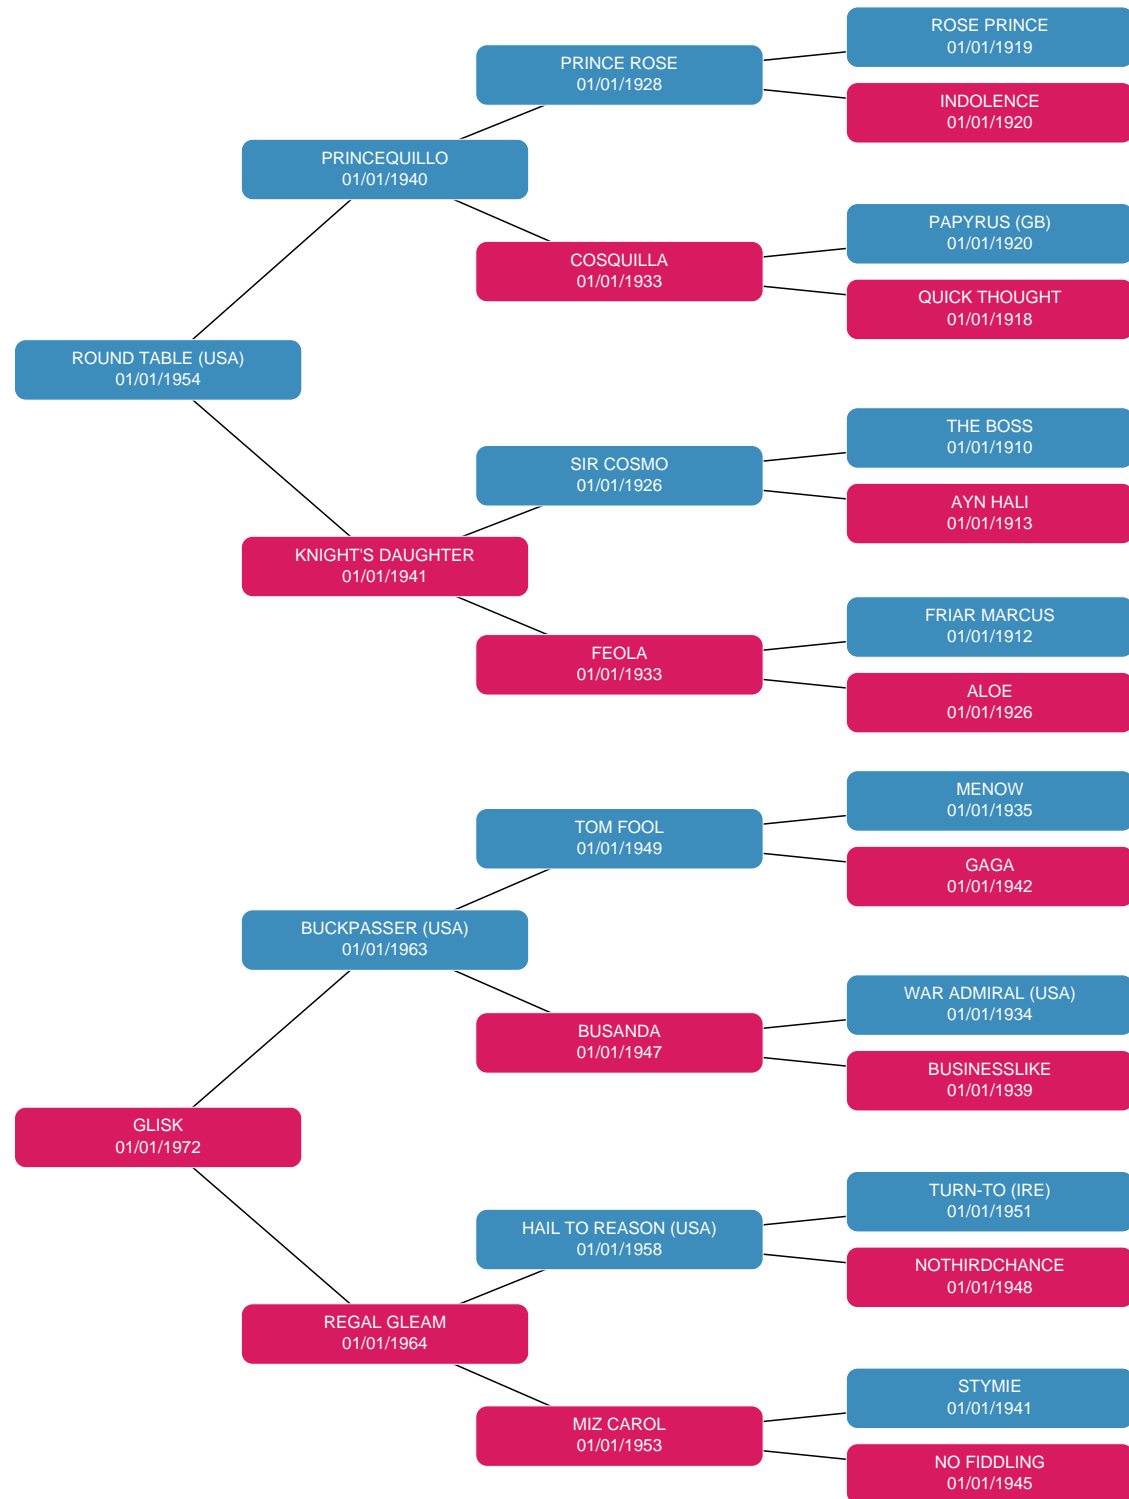 ROSE PRINCE
01/01/1919
PRINCE ROSE
01/01/1928
INDOLENCE
01/01/1920
PRINCEQUILLO
01/01/1940
PAPYRUS (GB)
01/01/1920
COSQUILLA
01/01/1933
QUICK THOUGHT
01/01/1918
ROUND TABLE (USA)
01/01/1954
THE BOSS
01/01/1910
SIR COSMO
01/01/1926
AYN HALI
01/01/1913
KNIGHT'S DAUGHTER
01/01/1941
FRIAR MARCUS
01/01/1912
FEOLA
01/01/1933
ALOE
01/01/1926
MENOW
01/01/1935
TOM FOOL
01/01/1949
GAGA
01/01/1942
BUCKPASSER (USA)
01/01/1963
WAR ADMIRAL (USA)
01/01/1934
BUSANDA
01/01/1947
BUSINESSLIKE
01/01/1939
GLISK
01/01/1972
TURN-TO (IRE)
01/01/1951
HAIL TO REASON (USA)
01/01/1958
NOTHIRDCHANCE
01/01/1948
REGAL GLEAM
01/01/1964
STYMIE
01/01/1941
MIZ CAROL
01/01/1953
NO FIDDLING
01/01/1945